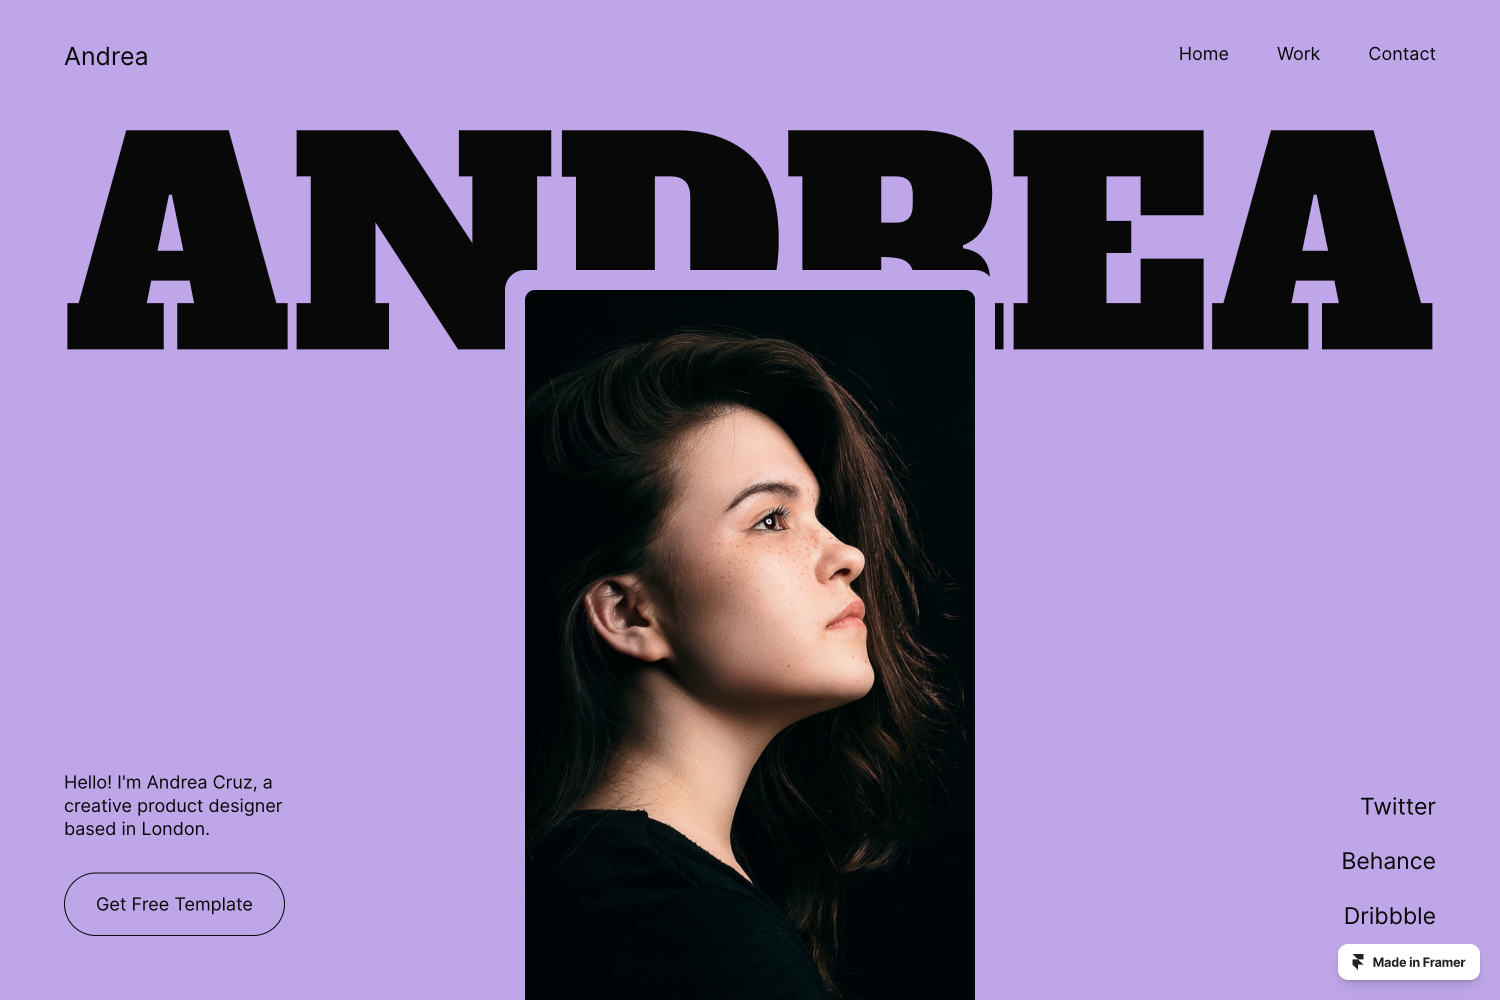 Andrea
Home
Work
Contact
ANDREA
Hello! I'm Andrea Cruz, a
creative product designer
based in London.
Get Free Template
Twitter
Behance
Dribbble
Made in Framer